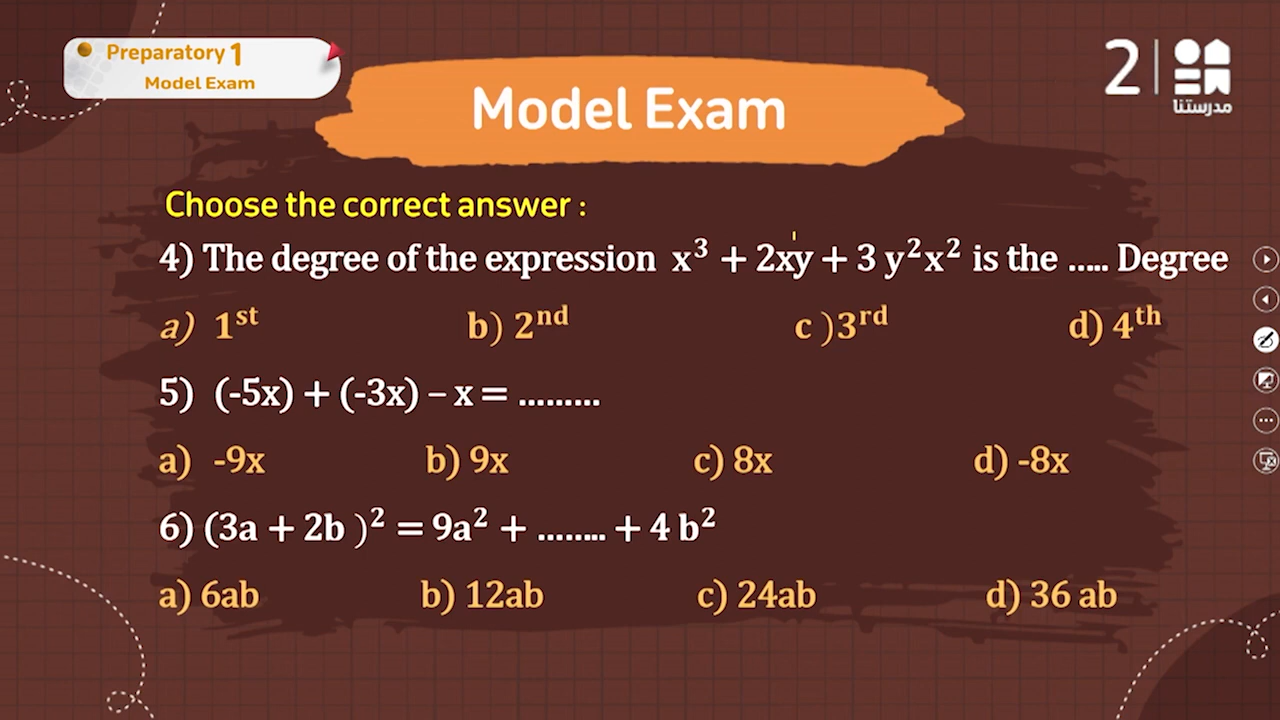 Preparatory 1
Model Exam
2
مدرستنا
Model Exam
Choose the correct answer :
4) The degree of the expression x³ + 2xy + 3 y²x² is the ..... Degree
a) 1ˢᵗ b) 2ⁿᵈ c )3ʳᵈ d) 4ᵗʰ
5) (-5x) + (-3x) – x = .........
a) -9x b) 9x c) 8x d) -8x
6) (3a + 2b )² = 9a² + ........ + 4 b²
a) 6ab b) 12ab c) 24ab d) 36 ab